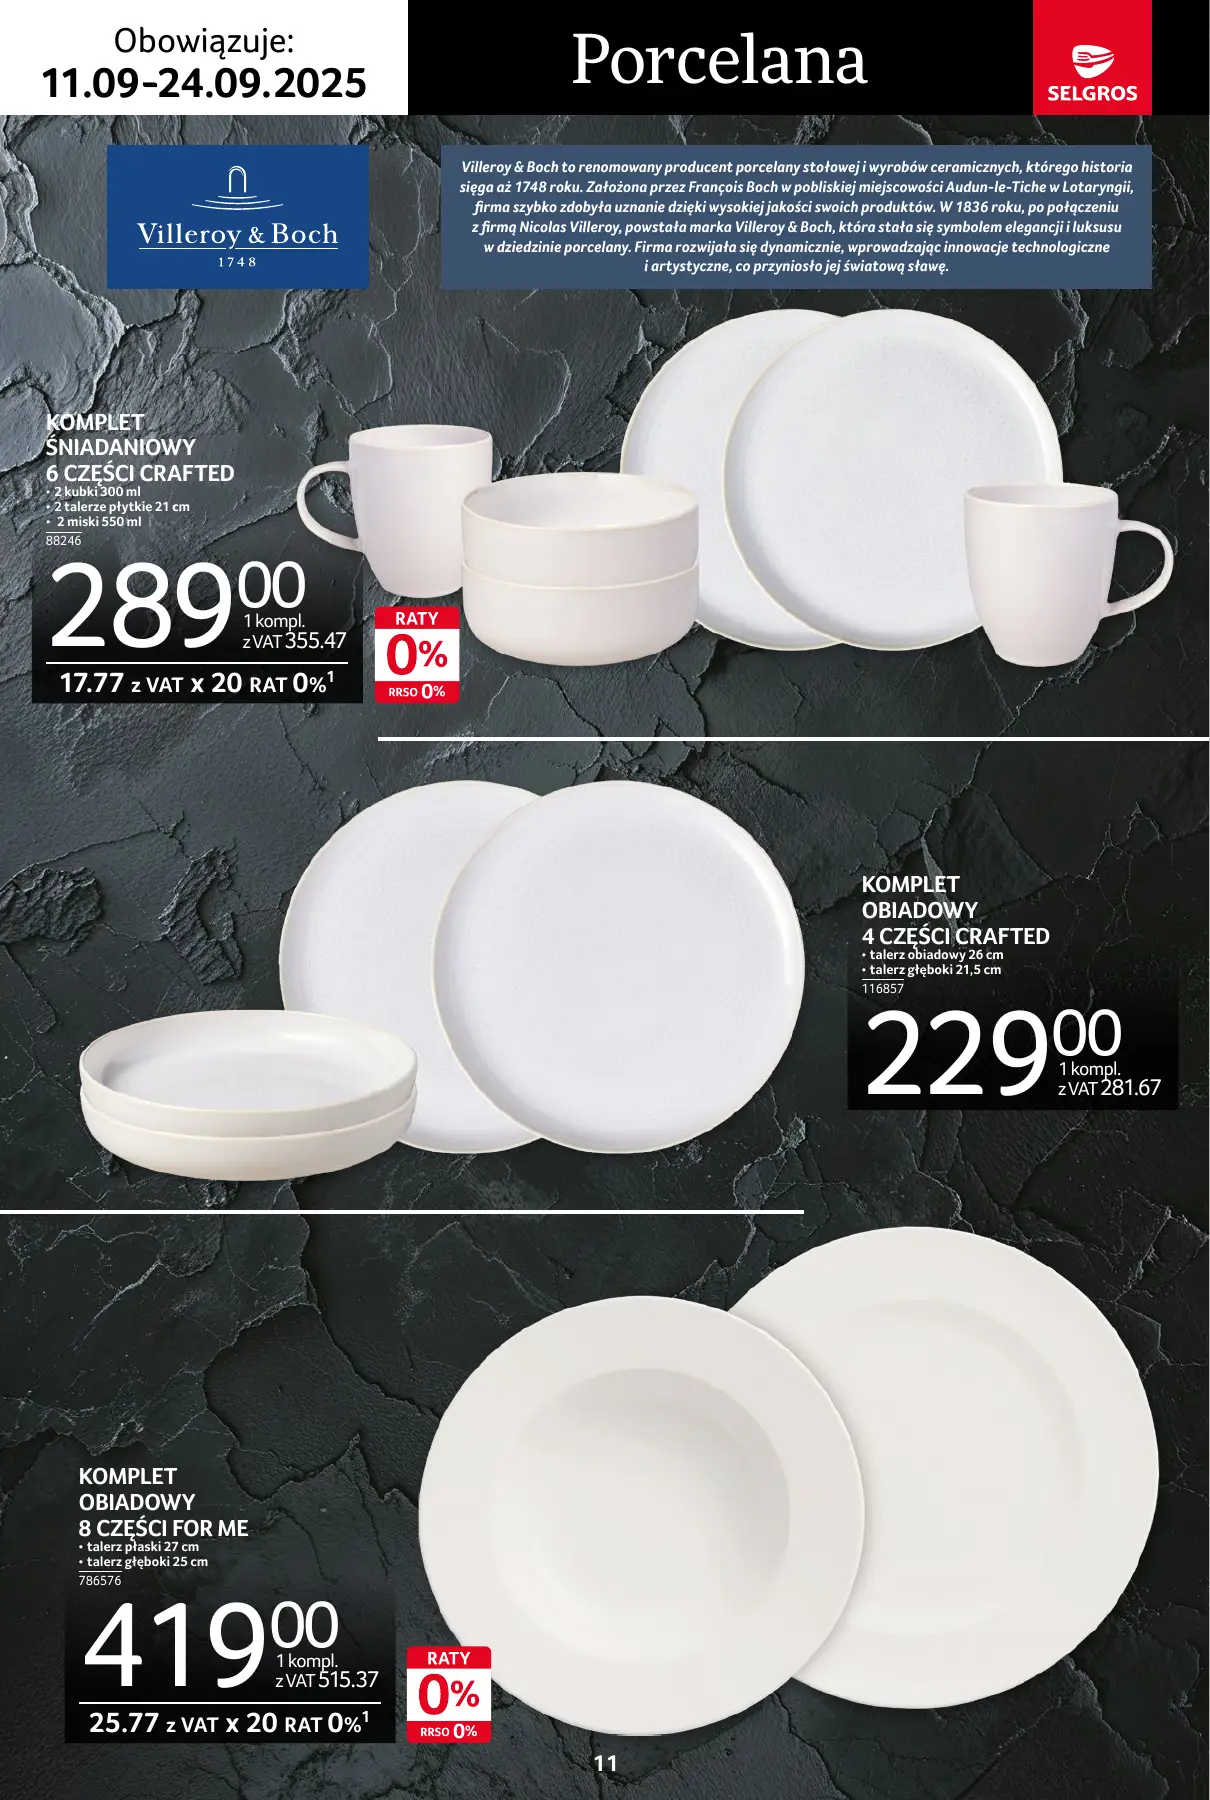 Obowiązuje:
11.09-24.09.2025
Porcelana
SELGROS
Villeroy & Boch
1748
Villeroy & Boch to renomowany producent porcelany stołowej i wyrobów ceramicznych, którego historia
sięga aż 1748 roku. Założona przez François Boch w pobliskiej miejscowości Audun-le-Tiche w Lotaryngii,
firma szybko zdobyła uznanie dzięki wysokiej jakości swoich produktów. W 1836 roku, po połączeniu
z firmą Nicolas Villeroy, powstała marka Villeroy & Boch, która stała się symbolem elegancji i luksusu
w dziedzinie porcelany. Firma rozwijała się dynamicznie, wprowadzając innowacje technologiczne
i artystyczne, co przyniosło jej światową sławę.
KOMPLET
ŚNIADANIOWY
6 CZĘŚCI CRAFTED
• 2 kubki 300 ml
• 2 talerze płytkie 21 cm
• 2 miski 550 ml
88246
289 00
1 kompl.
z VAT 355.47
17.77 z VAT x 20 RAT 0%1
RATY
0%
RRSO 0%
KOMPLET
OBIADOWY
4 CZĘŚCI CRAFTED
• talerz obiadowy 26 cm
• talerz głęboki 21,5 cm
116857
229 00
1 kompl.
z VAT 281.67
KOMPLET
OBIADOWY
8 CZĘŚCI FOR ME
• talerz płaski 27 cm
• talerz głęboki 25 cm
786576
419 00
1 kompl.
z VAT 515.37
25.77 z VAT x 20 RAT 0%1
RATY
0%
RRSO 0%
11